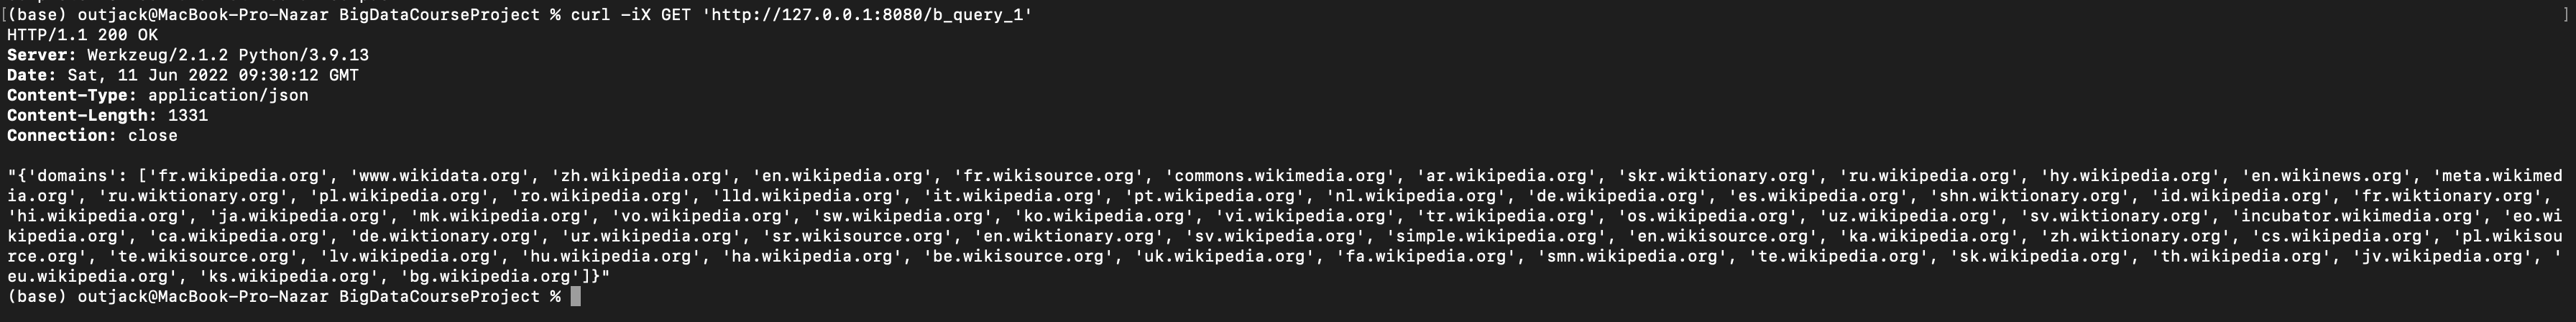 [(base) outjack@MacBook-Pro-Nazar BigDataCourseProject % curl -iX GET 'http://127.0.0.1:8080/b_query_1' ]
HTTP/1.1 200 OK
Server: Werkzeug/2.1.2 Python/3.9.13
Date: Sat, 11 Jun 2022 09:30:12 GMT
Content-Type: application/json
Content-Length: 1331
Connection: close
"{'domains': ['fr.wikipedia.org', 'www.wikidata.org', 'zh.wikipedia.org', 'en.wikipedia.org', 'fr.wikisource.org', 'commons.wikimedia.org', 'ar.wikipedia.org', 'skr.wiktionary.org', 'ru.wikipedia.org', 'hy.wikipedia.org', 'en.wikinews.org', 'meta.wikimed
ia.org', 'ru.wiktionary.org', 'pl.wikipedia.org', 'ro.wikipedia.org', 'lld.wikipedia.org', 'it.wikipedia.org', 'pt.wikipedia.org', 'nl.wikipedia.org', 'de.wikipedia.org', 'es.wikipedia.org', 'shn.wiktionary.org', 'id.wikipedia.org', 'fr.wiktionary.org',
'hi.wikipedia.org', 'ja.wikipedia.org', 'mk.wikipedia.org', 'vo.wikipedia.org', 'sw.wikipedia.org', 'ko.wikipedia.org', 'vi.wikipedia.org', 'tr.wikipedia.org', 'os.wikipedia.org', 'uz.wikipedia.org', 'sv.wiktionary.org', 'incubator.wikimedia.org', 'eo.wi
kipedia.org', 'ca.wikipedia.org', 'de.wiktionary.org', 'ur.wikipedia.org', 'sr.wikisource.org', 'en.wiktionary.org', 'sv.wikipedia.org', 'simple.wikipedia.org', 'en.wikisource.org', 'ka.wikipedia.org', 'zh.wiktionary.org', 'cs.wikipedia.org', 'pl.wikisou
rce.org', 'te.wikisource.org', 'lv.wikipedia.org', 'hu.wikipedia.org', 'ha.wikipedia.org', 'be.wikisource.org', 'uk.wikipedia.org', 'fa.wikipedia.org', 'smn.wikipedia.org', 'te.wikipedia.org', 'sk.wikipedia.org', 'th.wikipedia.org', 'jv.wikipedia.org', '
eu.wikipedia.org', 'ks.wikipedia.org', 'bg.wikipedia.org']}"
(base) outjack@MacBook-Pro-Nazar BigDataCourseProject %